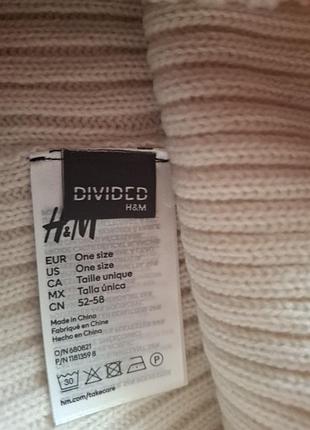 DIVIDED
H&M
H&M
EUR One size
US One size
CA Taille unique
MX Talla única
CN 52-58
Made in China
Fabriqué en Chine
Hecho en China
O/N 680821
P/N 1181359 8
30 P
hm.com/takecare